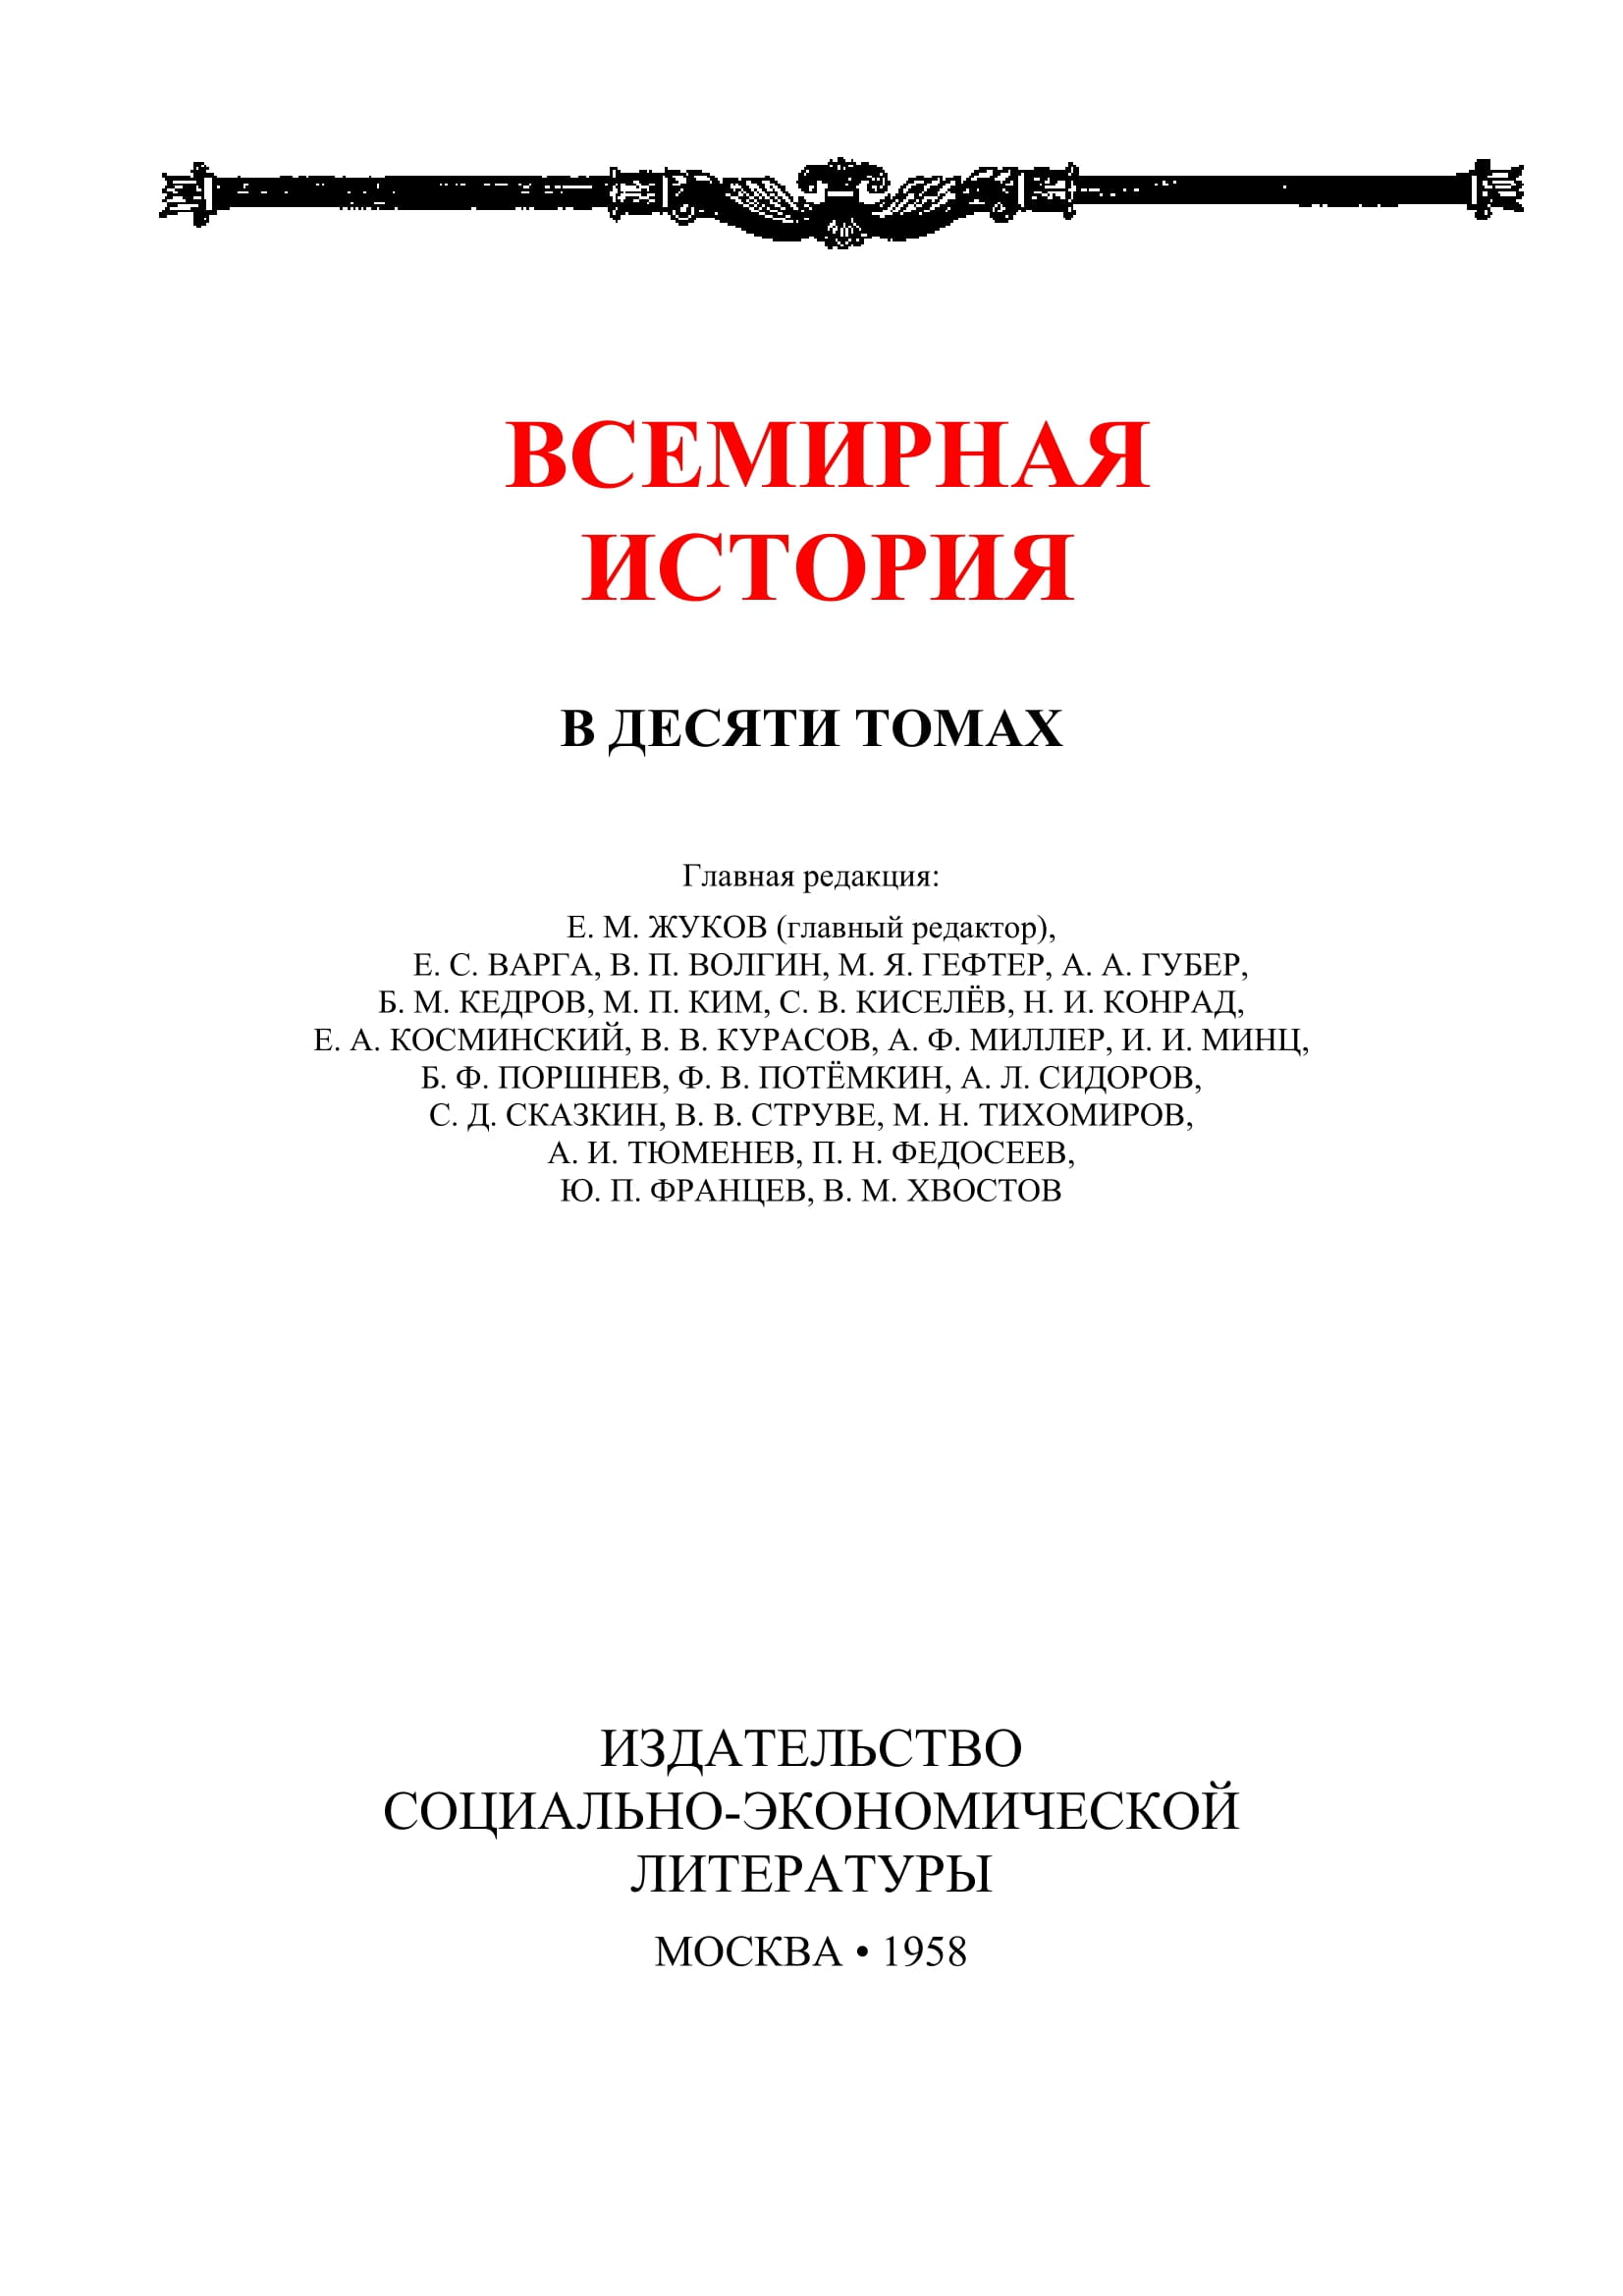 ВСЕМИРНАЯ
ИСТОРИЯ
В ДЕСЯТИ ТОМАХ
Главная редакция:
Е. М. ЖУКОВ (главный редактор),
Е. С. ВАРГА, В. П. ВОЛГИН, М. Я. ГЕФТЕР, А. А. ГУБЕР,
Б. М. КЕДРОВ, М. П. КИМ, С. В. КИСЕЛЁВ, Н. И. КОНРАД,
Е. А. КОСМИНСКИЙ, В. В. КУРАСОВ, А. Ф. МИЛЛЕР, И. И. МИНЦ,
Б. Ф. ПОРШНЕВ, Ф. В. ПОТЁМКИН, А. Л. СИДОРОВ,
С. Д. СКАЗКИН, В. В. СТРУВЕ, М. Н. ТИХОМИРОВ,
А. И. ТЮМЕНЕВ, П. Н. ФЕДОСЕЕВ,
Ю. П. ФРАНЦЕВ, В. М. ХВОСТОВ
ИЗДАТЕЛЬСТВО
СОЦИАЛЬНО-ЭКОНОМИЧЕСКОЙ
ЛИТЕРАТУРЫ
МОСКВА • 1958